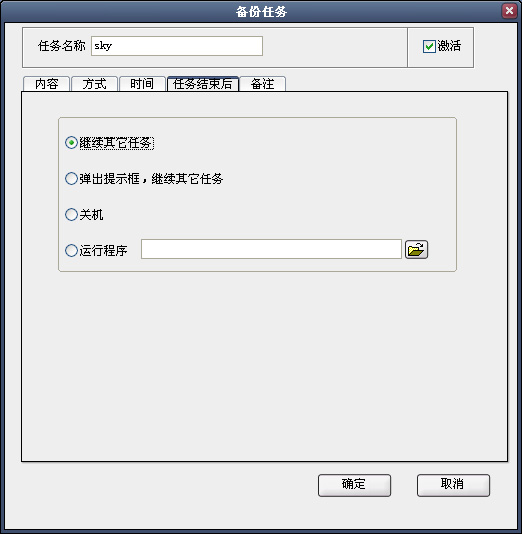 备份任务
任务名称 sky 激活
内容 方式 时间 任务结束后 备注
继续其它任务
弹出提示框，继续其它任务
关机
运行程序
确定 取消